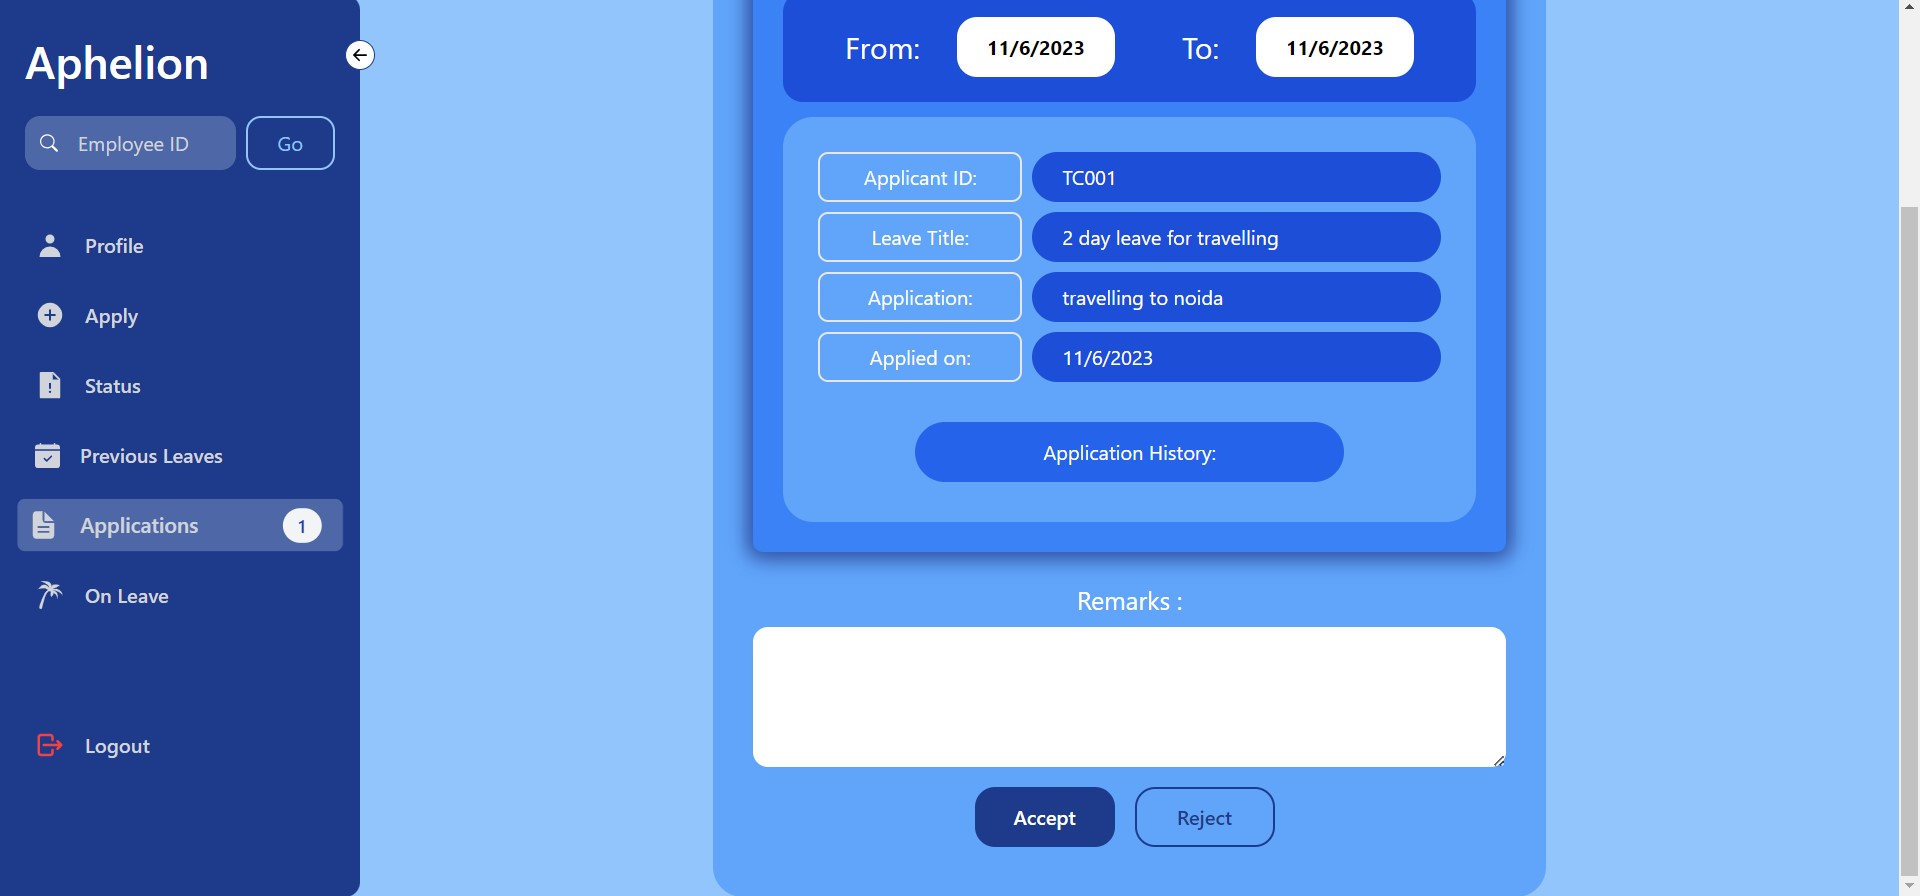 Aphelion
Employee ID
Go
Profile
Apply
Status
Previous Leaves
Applications 1
On Leave
Logout
From: 11/6/2023 To: 11/6/2023
Applicant ID: TC001
Leave Title: 2 day leave for travelling
Application: travelling to noida
Applied on: 11/6/2023
Application History:
Remarks :
Accept Reject